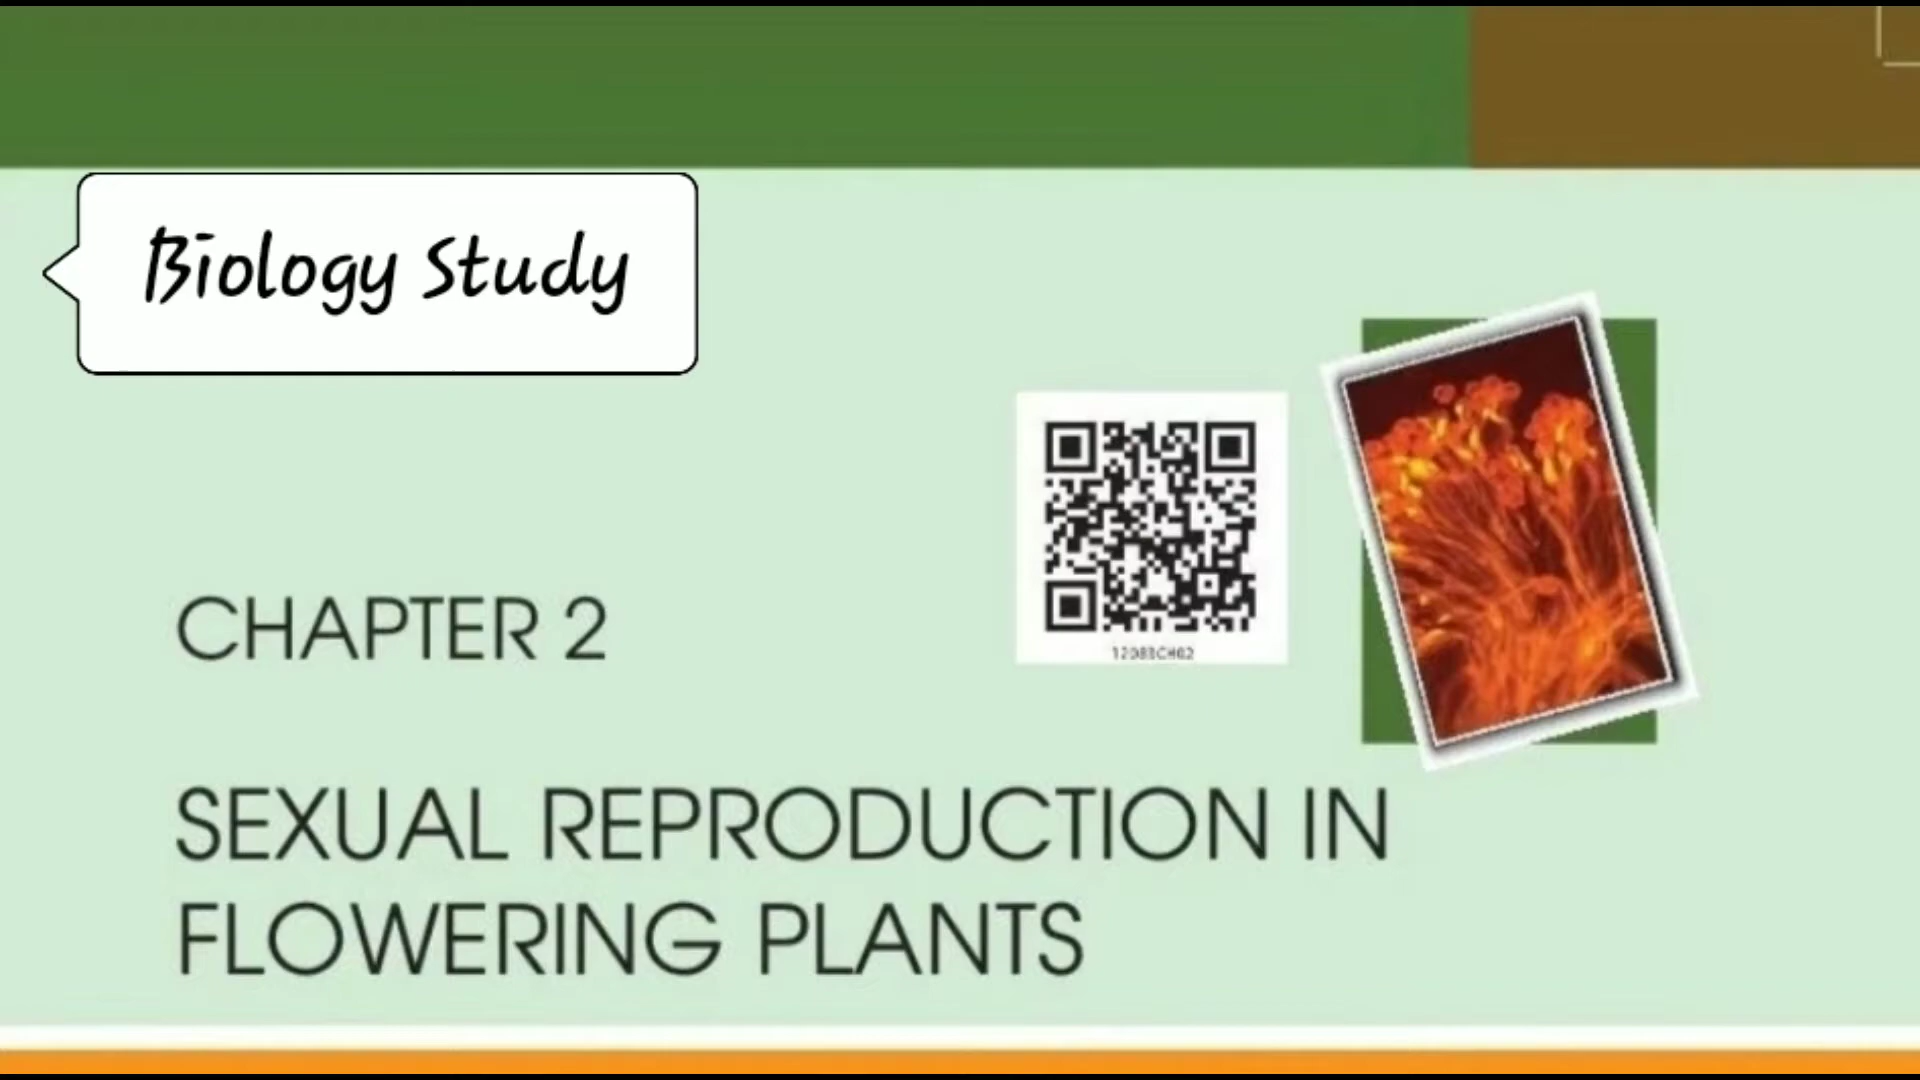 Biology Study
CHAPTER 2
SEXUAL REPRODUCTION IN
FLOWERING PLANTS